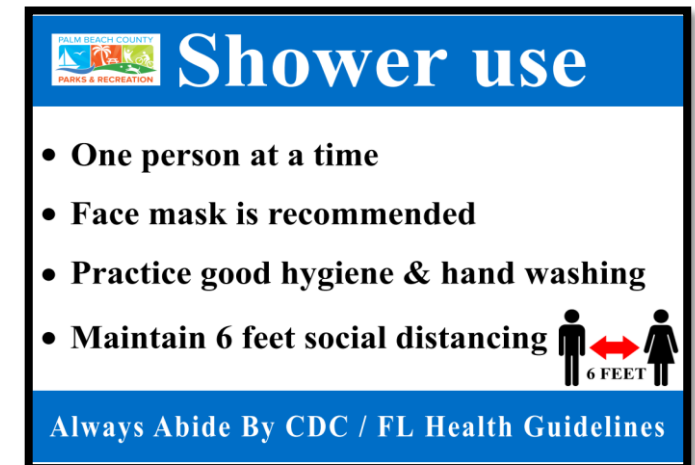 PALM BEACH COUNTY
PARKS & RECREATION
Shower use
• One person at a time
• Face mask is recommended
• Practice good hygiene & hand washing
• Maintain 6 feet social distancing
6 FEET
Always Abide By CDC / FL Health Guidelines